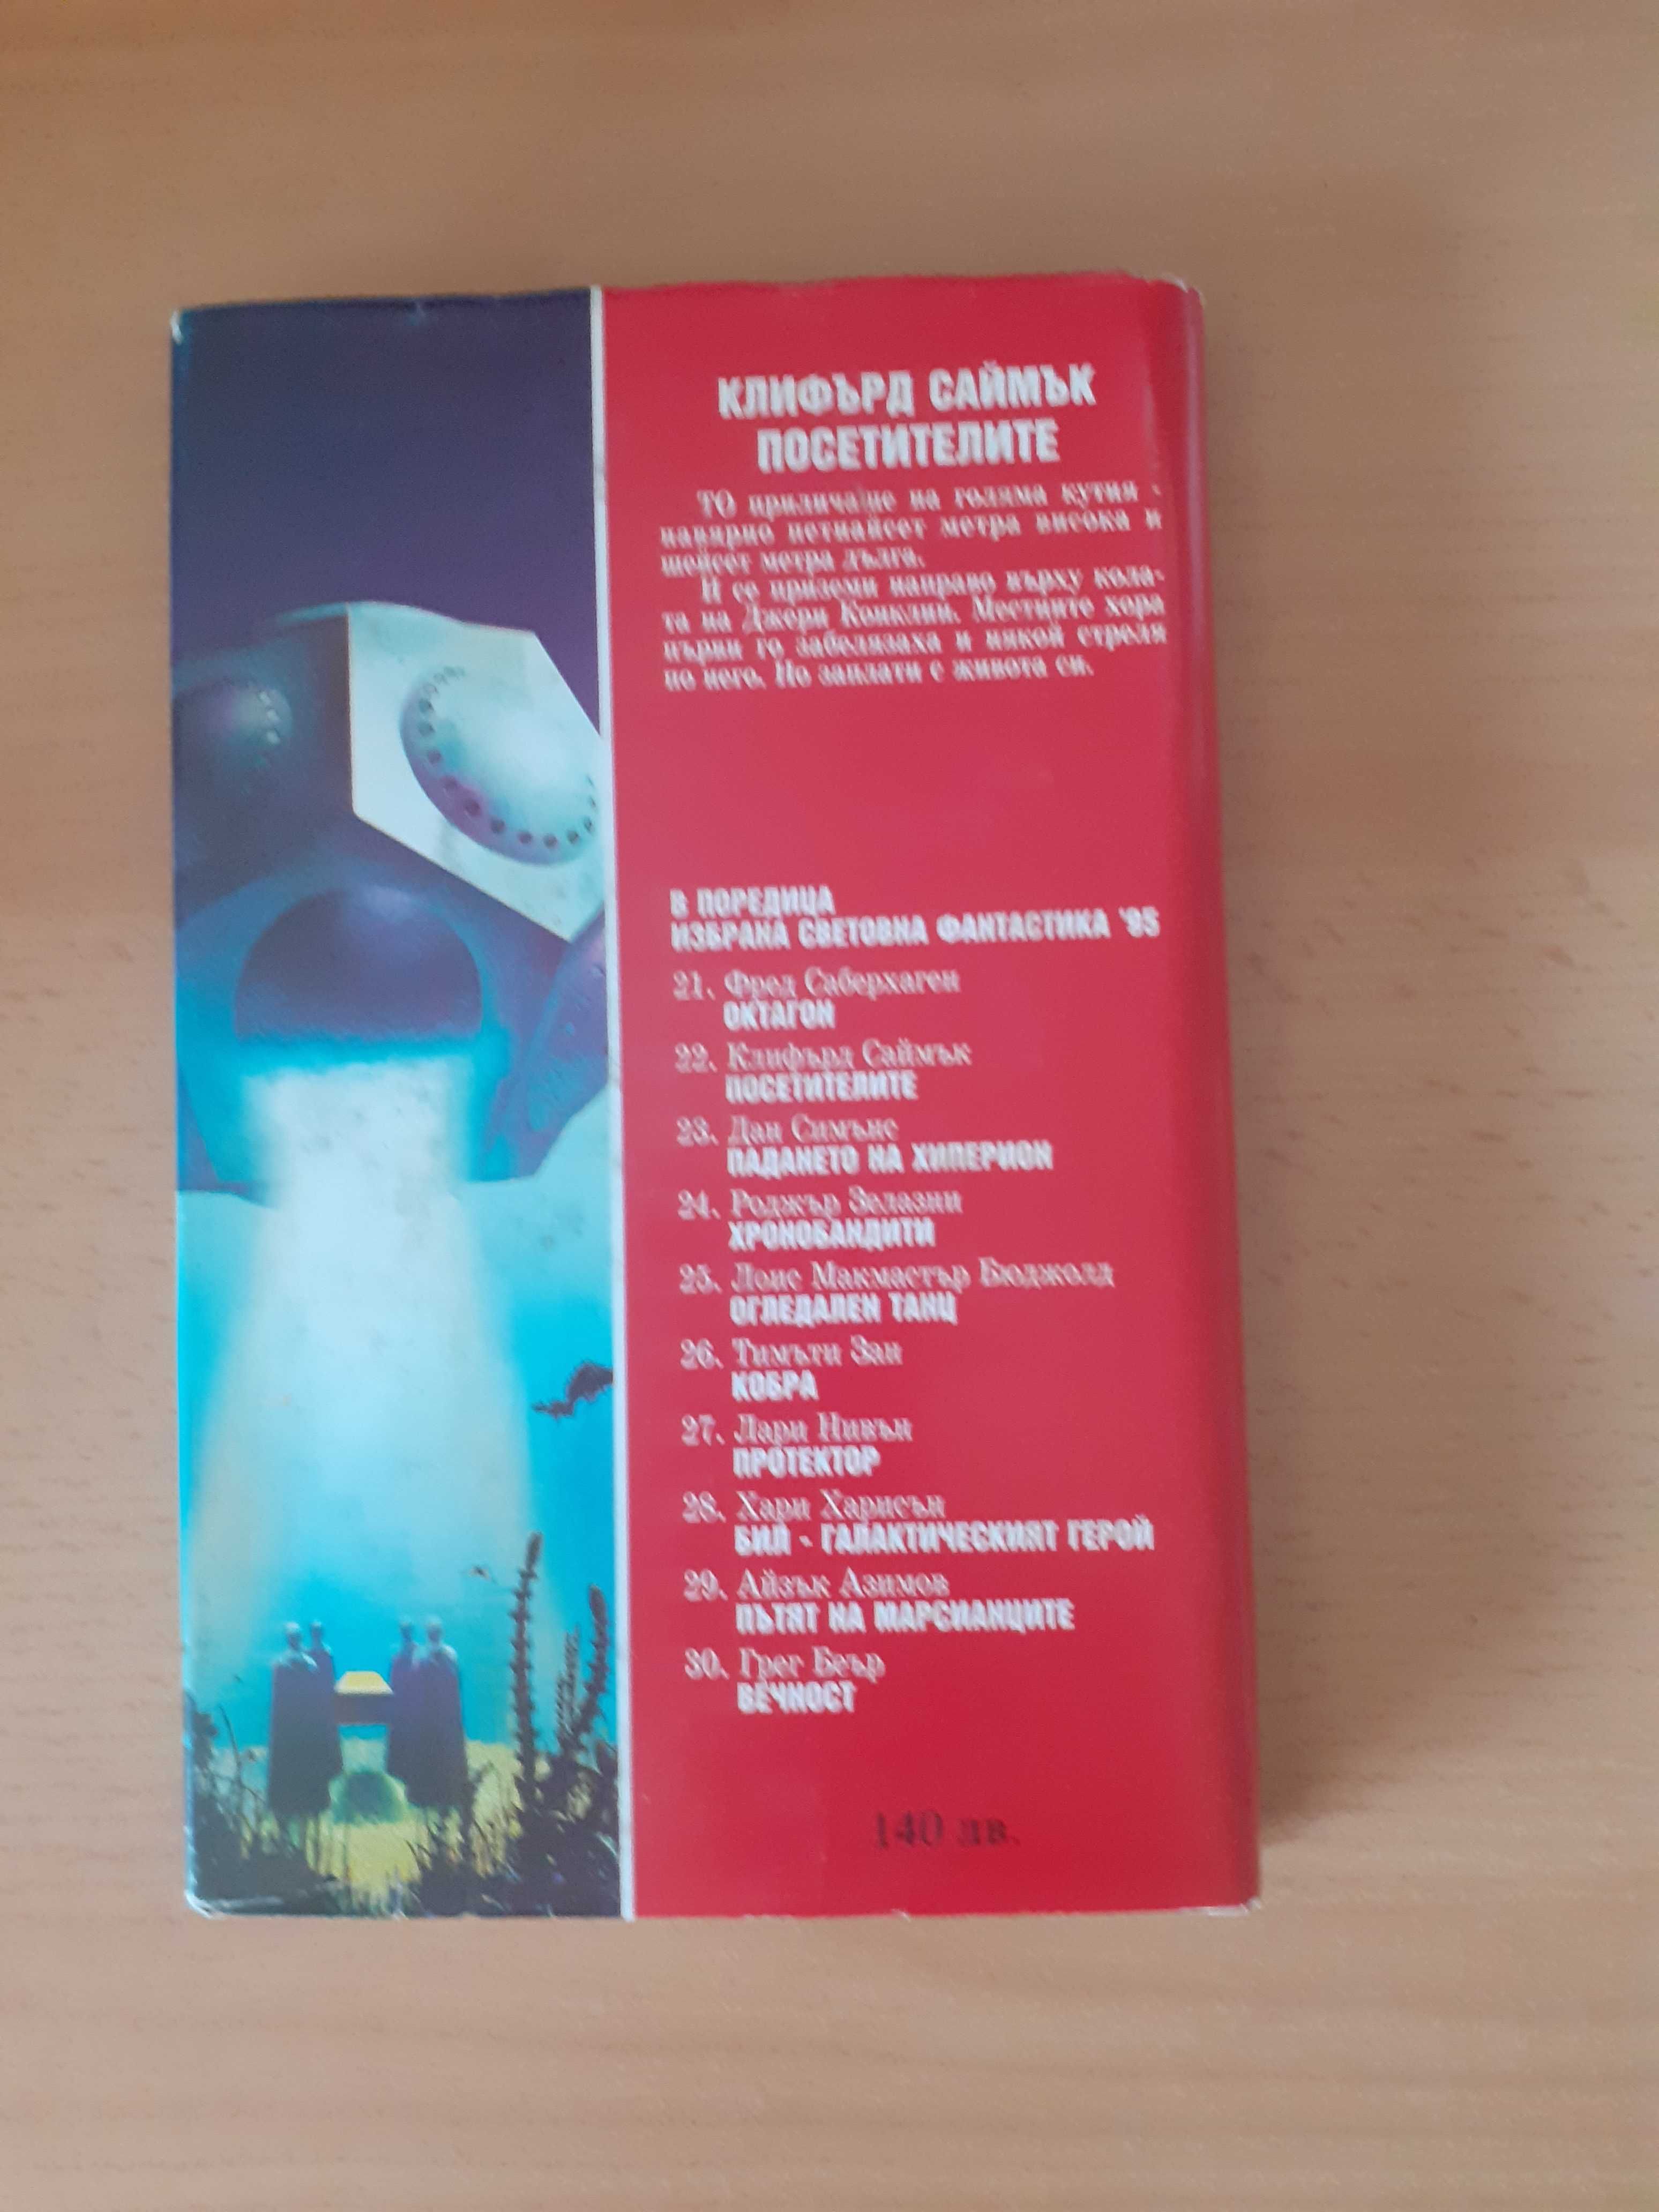 КЛИФЪРД САЙМЪК
ПОСЕТИТЕЛИТЕ
ТО приличаше на голяма кутия -
навярно петнайсет метра висока и
шейсет метра дълга.
И се приземи направо върху кола-
та на Джери Конклин. Местните хора
първи го забелязаха и някой стреля
по него. Но заплати с живота си.
В ПОРЕДИЦА
ИЗБРАНА СВЕТОВНА ФАНТАСТИКА '95
21. Фред Саберхаген
ОКТАГОН
22. Клифърд Саймък
ПОСЕТИТЕЛИТЕ
23. Дан Симънс
ПАДАНЕТО НА ХИПЕРИОН
24. Роджър Зелазни
ХРОНОБАНДИТИ
25. Лоис Макмастър Бюджолд
ОГЛЕДАЛЕН ТАНЦ
26. Тимъти Зан
КОБРА
27. Лари Нивън
ПРОТЕКТОР
28. Хари Харисън
БИЛ - ГАЛАКТИЧЕСКИЯТ ГЕРОЙ
29. Айзък Азимов
ПЪТЯТ НА МАРСИАНЦИТЕ
30. Грег Беър
ВЕЧНОСТ
140 лв.